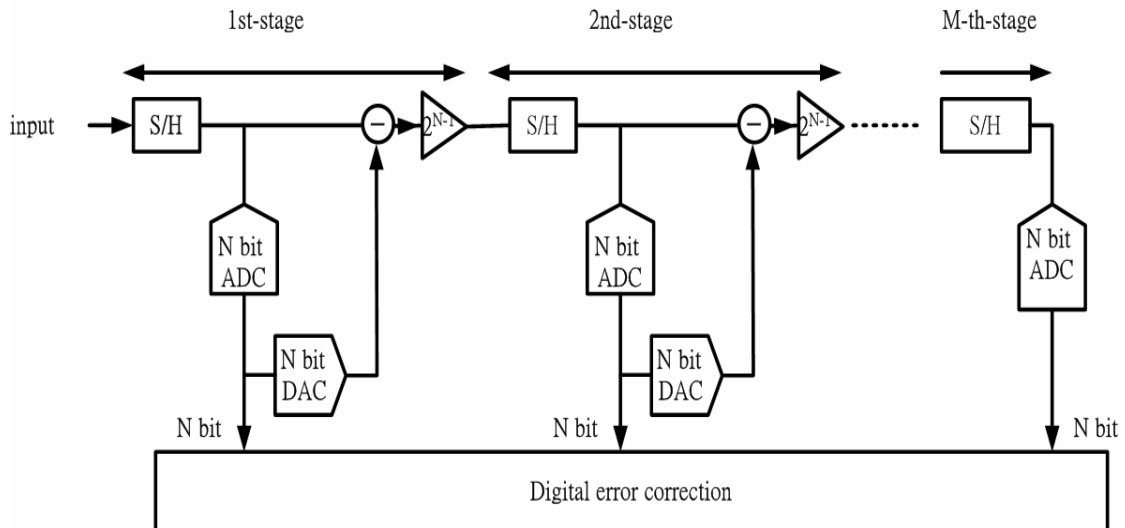 1st-stage
2nd-stage
M-th-stage
input
S/H
−
2^{N-1}
S/H
−
2^{N-1}
S/H
N bit
ADC
N bit
ADC
N bit
ADC
N bit
DAC
N bit
DAC
N bit
N bit
N bit
Digital error correction